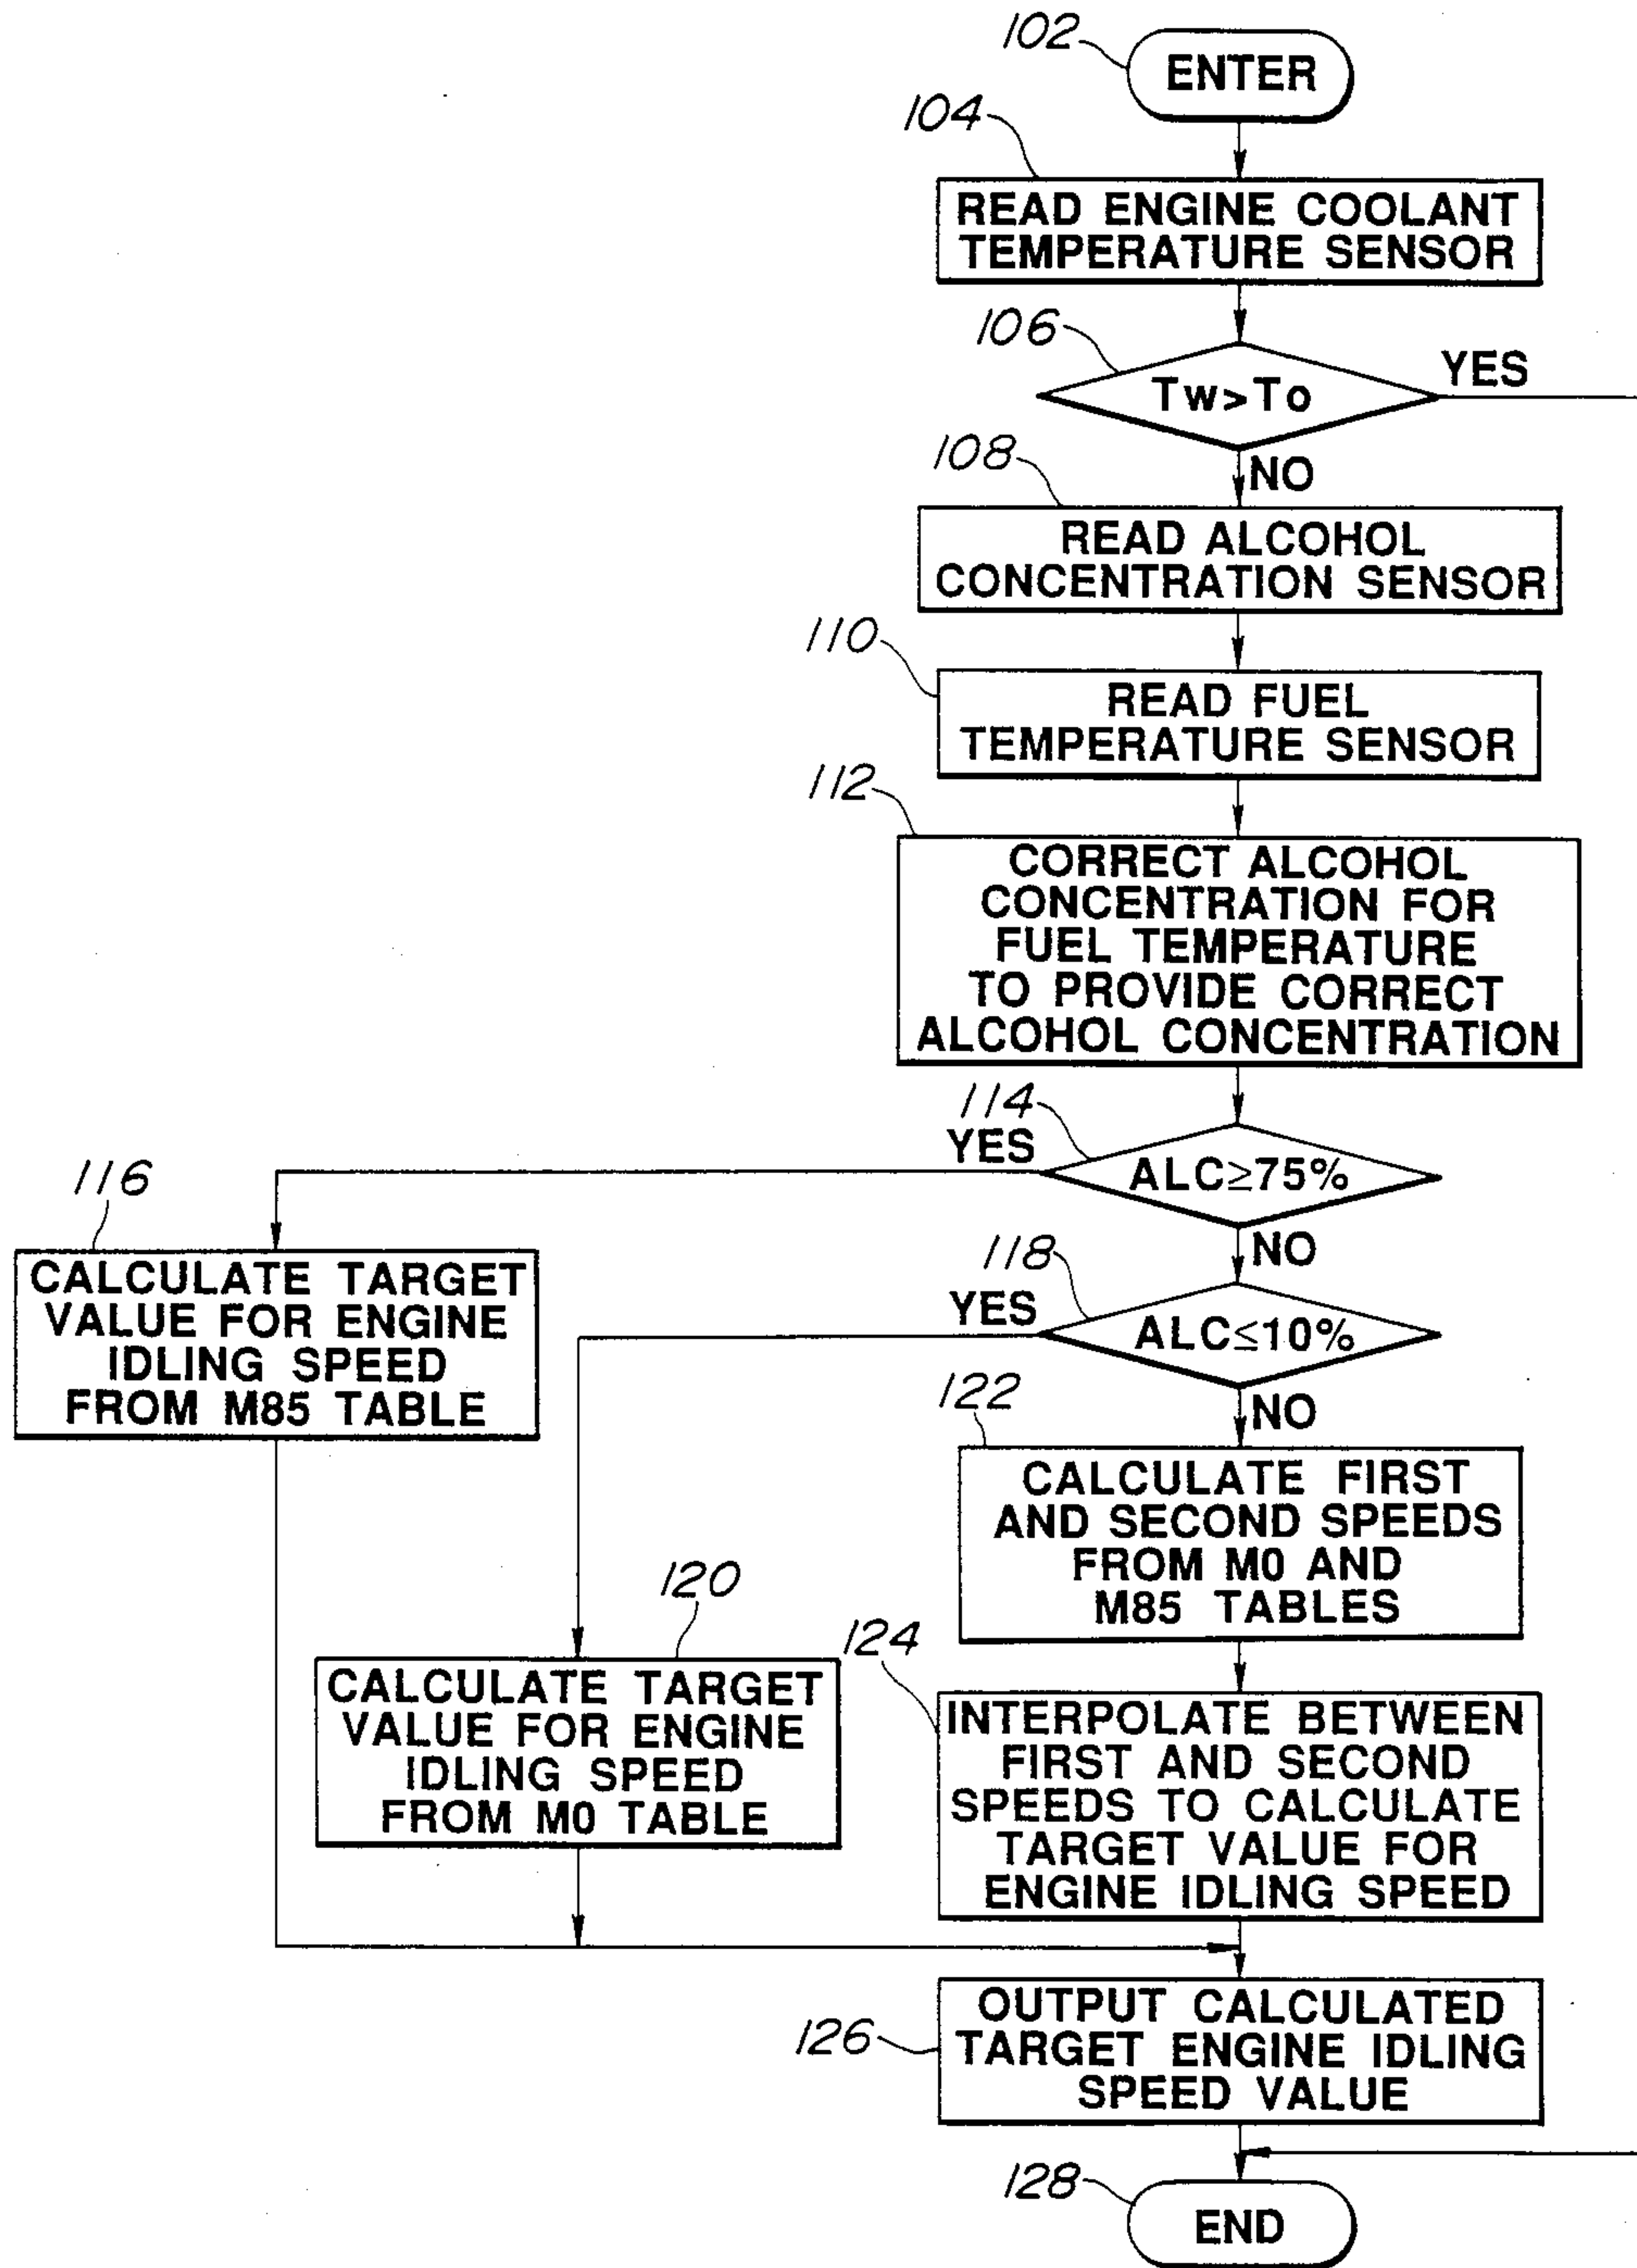 102
ENTER
104
READ ENGINE COOLANT
TEMPERATURE SENSOR
106
Tw>To
YES
NO
108
READ ALCOHOL
CONCENTRATION SENSOR
110
READ FUEL
TEMPERATURE SENSOR
112
CORRECT ALCOHOL
CONCENTRATION FOR
FUEL TEMPERATURE
TO PROVIDE CORRECT
ALCOHOL CONCENTRATION
114
YES
ALC≥75%
NO
116
CALCULATE TARGET
VALUE FOR ENGINE
IDLING SPEED
FROM M85 TABLE
118
YES
ALC≤10%
NO
120
CALCULATE TARGET
VALUE FOR ENGINE
IDLING SPEED
FROM M0 TABLE
122
CALCULATE FIRST
AND SECOND SPEEDS
FROM M0 AND
M85 TABLES
124
INTERPOLATE BETWEEN
FIRST AND SECOND
SPEEDS TO CALCULATE
TARGET VALUE FOR
ENGINE IDLING SPEED
126
OUTPUT CALCULATED
TARGET ENGINE IDLING
SPEED VALUE
128
END